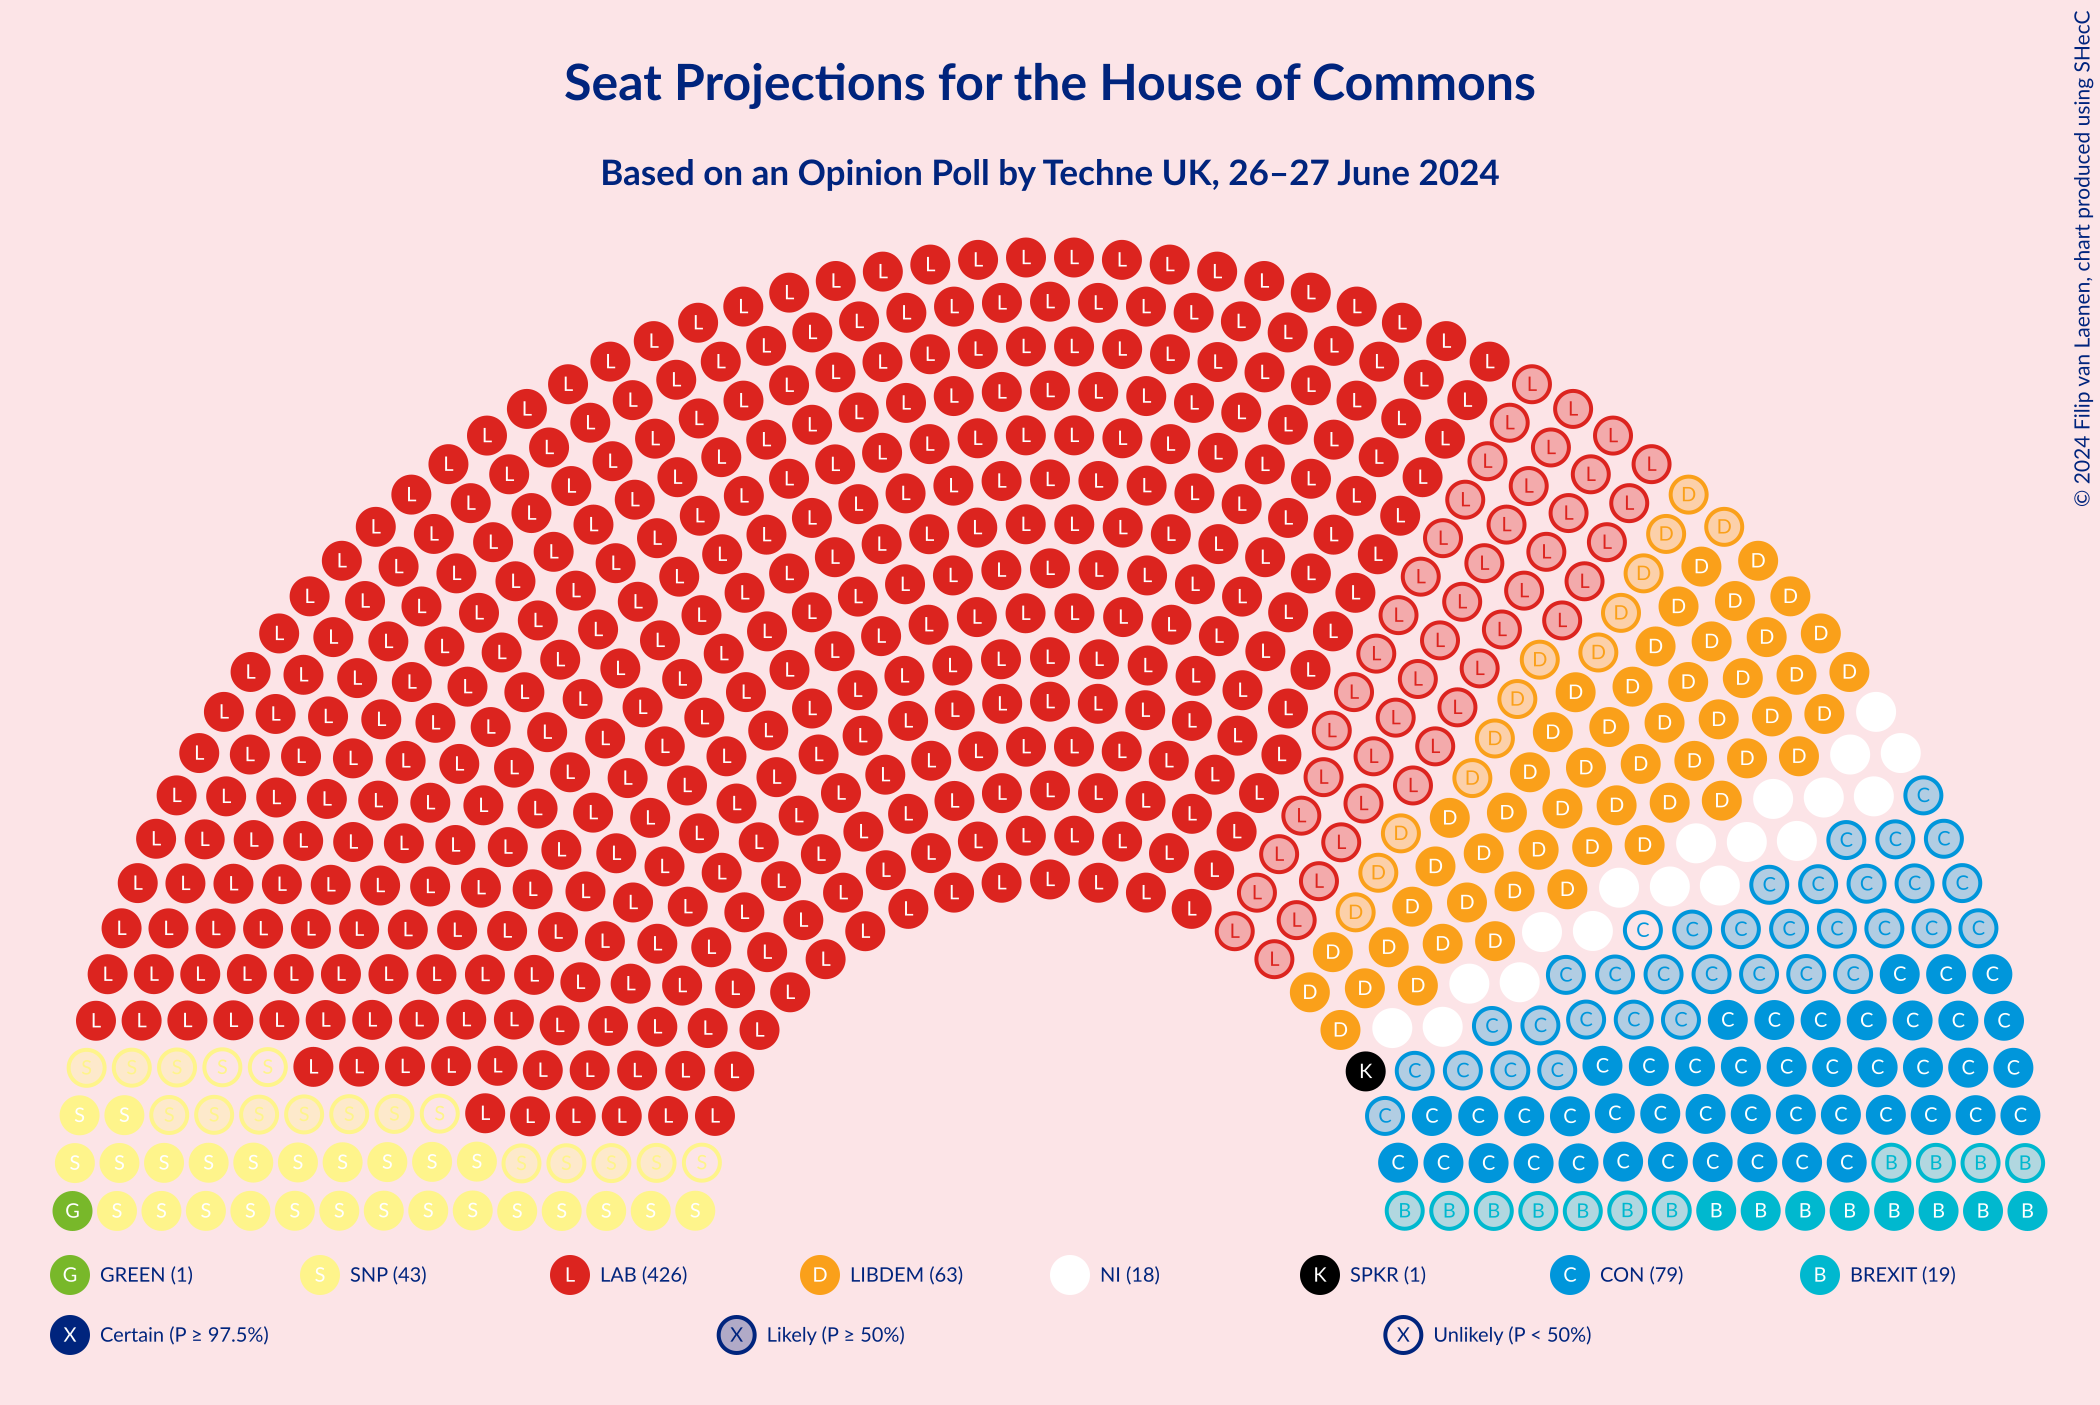 Seat Projections for the House of Commons
Based on an Opinion Poll by Techne UK, 26–27 June 2024
© 2024 Filip van Laenen, chart produced using SHecC
G GREEN (1) S SNP (43) L LAB (426) D LIBDEM (63) NI (18) K SPKR (1) C CON (79) B BREXIT (19)
X Certain (P ≥ 97.5%) X Likely (P ≥ 50%) X Unlikely (P < 50%)